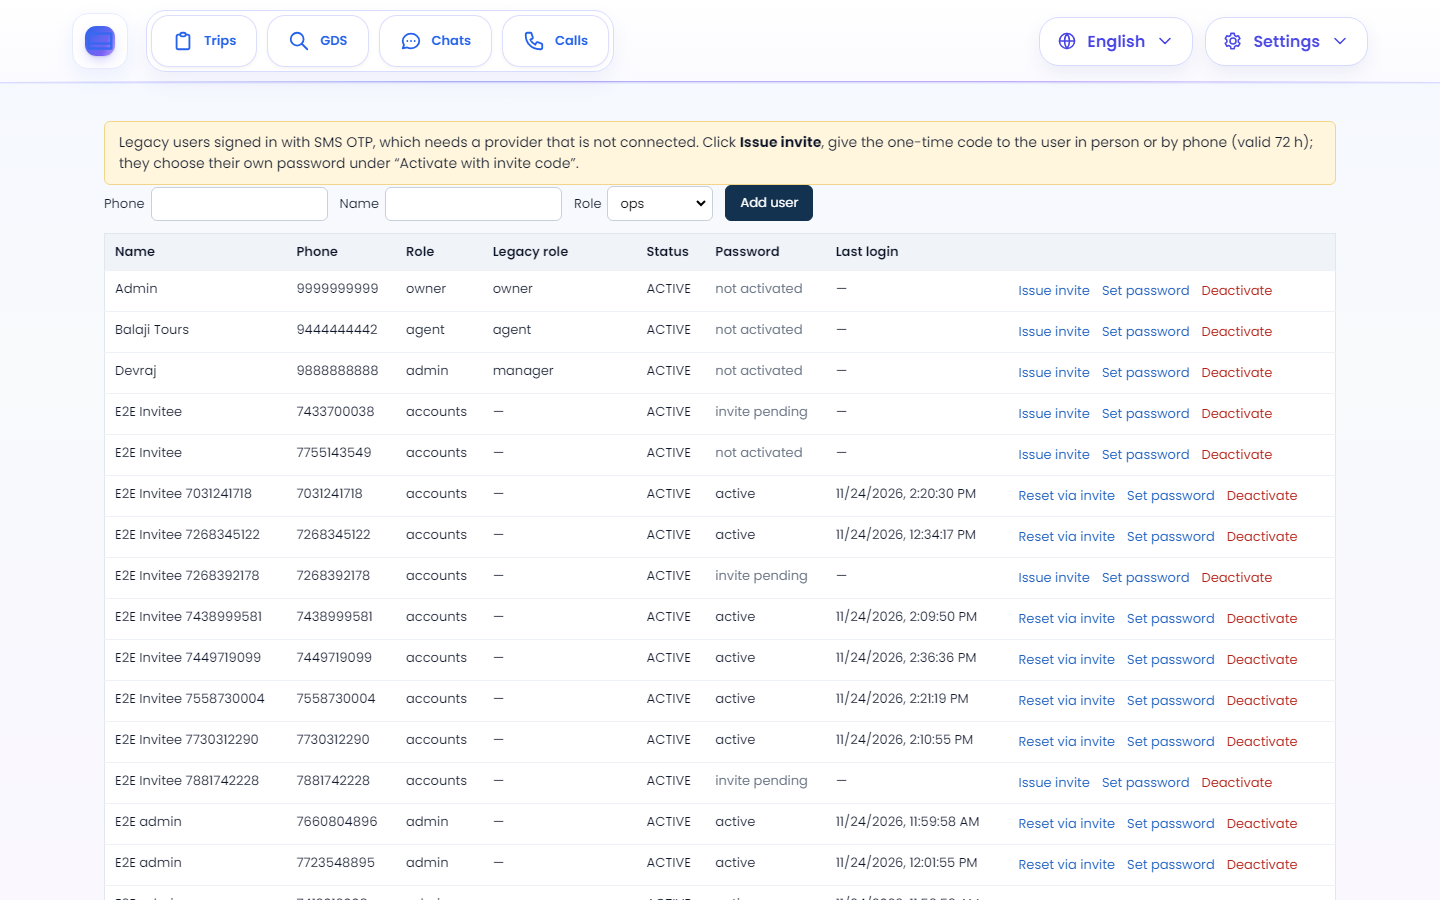 Trips GDS Chats Calls English Settings
Legacy users signed in with SMS OTP, which needs a provider that is not connected. Click Issue invite, give the one-time code to the user in person or by phone (valid 72 h);
they choose their own password under “Activate with invite code”.
Phone Name Role ops Add user
Name Phone Role Legacy role Status Password Last login
Admin 9999999999 owner owner ACTIVE not activated — Issue invite Set password Deactivate
Balaji Tours 9444444442 agent agent ACTIVE not activated — Issue invite Set password Deactivate
Devraj 9888888888 admin manager ACTIVE not activated — Issue invite Set password Deactivate
E2E Invitee 7433700038 accounts — ACTIVE invite pending — Issue invite Set password Deactivate
E2E Invitee 7755143549 accounts — ACTIVE not activated — Issue invite Set password Deactivate
E2E Invitee 7031241718 7031241718 accounts — ACTIVE active 11/24/2026, 2:20:30 PM Reset via invite Set password Deactivate
E2E Invitee 7268345122 7268345122 accounts — ACTIVE active 11/24/2026, 12:34:17 PM Reset via invite Set password Deactivate
E2E Invitee 7268392178 7268392178 accounts — ACTIVE invite pending — Issue invite Set password Deactivate
E2E Invitee 7438999581 7438999581 accounts — ACTIVE active 11/24/2026, 2:09:50 PM Reset via invite Set password Deactivate
E2E Invitee 7449719099 7449719099 accounts — ACTIVE active 11/24/2026, 2:36:36 PM Reset via invite Set password Deactivate
E2E Invitee 7558730004 7558730004 accounts — ACTIVE active 11/24/2026, 2:21:19 PM Reset via invite Set password Deactivate
E2E Invitee 7730312290 7730312290 accounts — ACTIVE active 11/24/2026, 2:10:55 PM Reset via invite Set password Deactivate
E2E Invitee 7881742228 7881742228 accounts — ACTIVE invite pending — Issue invite Set password Deactivate
E2E admin 7660804896 admin — ACTIVE active 11/24/2026, 11:59:58 AM Reset via invite Set password Deactivate
E2E admin 7723548895 admin — ACTIVE active 11/24/2026, 12:01:55 PM Reset via invite Set password Deactivate